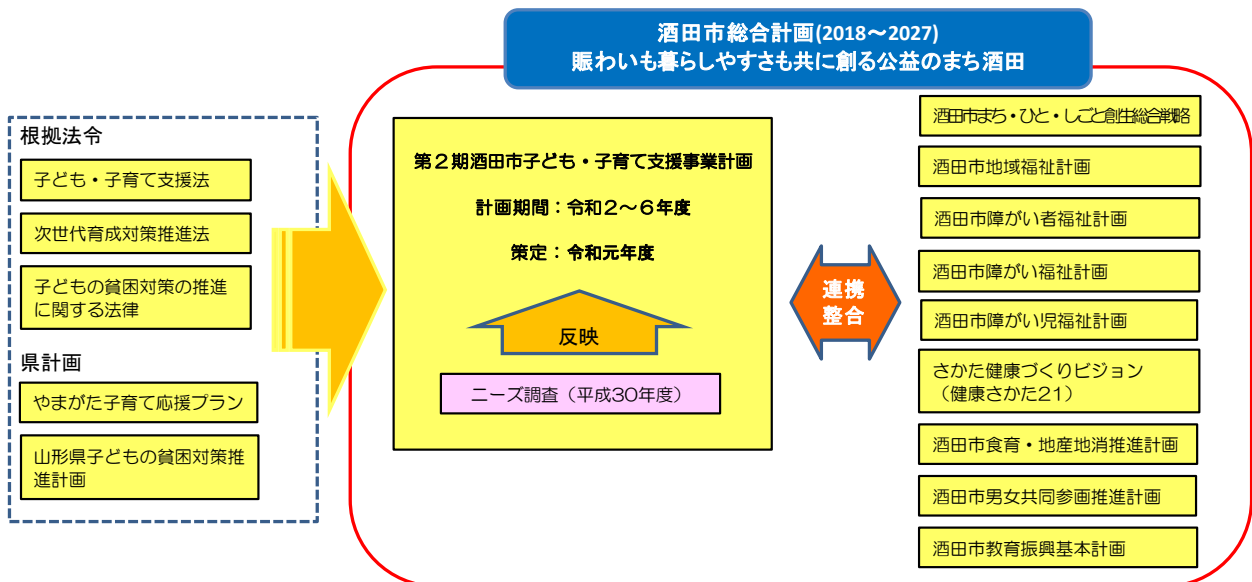 酒田市総合計画(2018～2027)
賑わいも暮らしやすさも共に創る公益のまち酒田
根拠法令
子ども・子育て支援法
次世代育成対策推進法
子どもの貧困対策の推進
に関する法律
県計画
やまがた子育て応援プラン
山形県子どもの貧困対策推
進計画
第２期酒田市子ども・子育て支援事業計画
計画期間：令和２～６年度
策定：令和元年度
反映
ニーズ調査（平成30年度）
連携
整合
酒田市まち・ひと・しごと創生総合戦略
酒田市地域福祉計画
酒田市障がい者福祉計画
酒田市障がい福祉計画
酒田市障がい児福祉計画
さかた健康づくりビジョン
（健康さかた21）
酒田市食育・地産地消推進計画
酒田市男女共同参画推進計画
酒田市教育振興基本計画